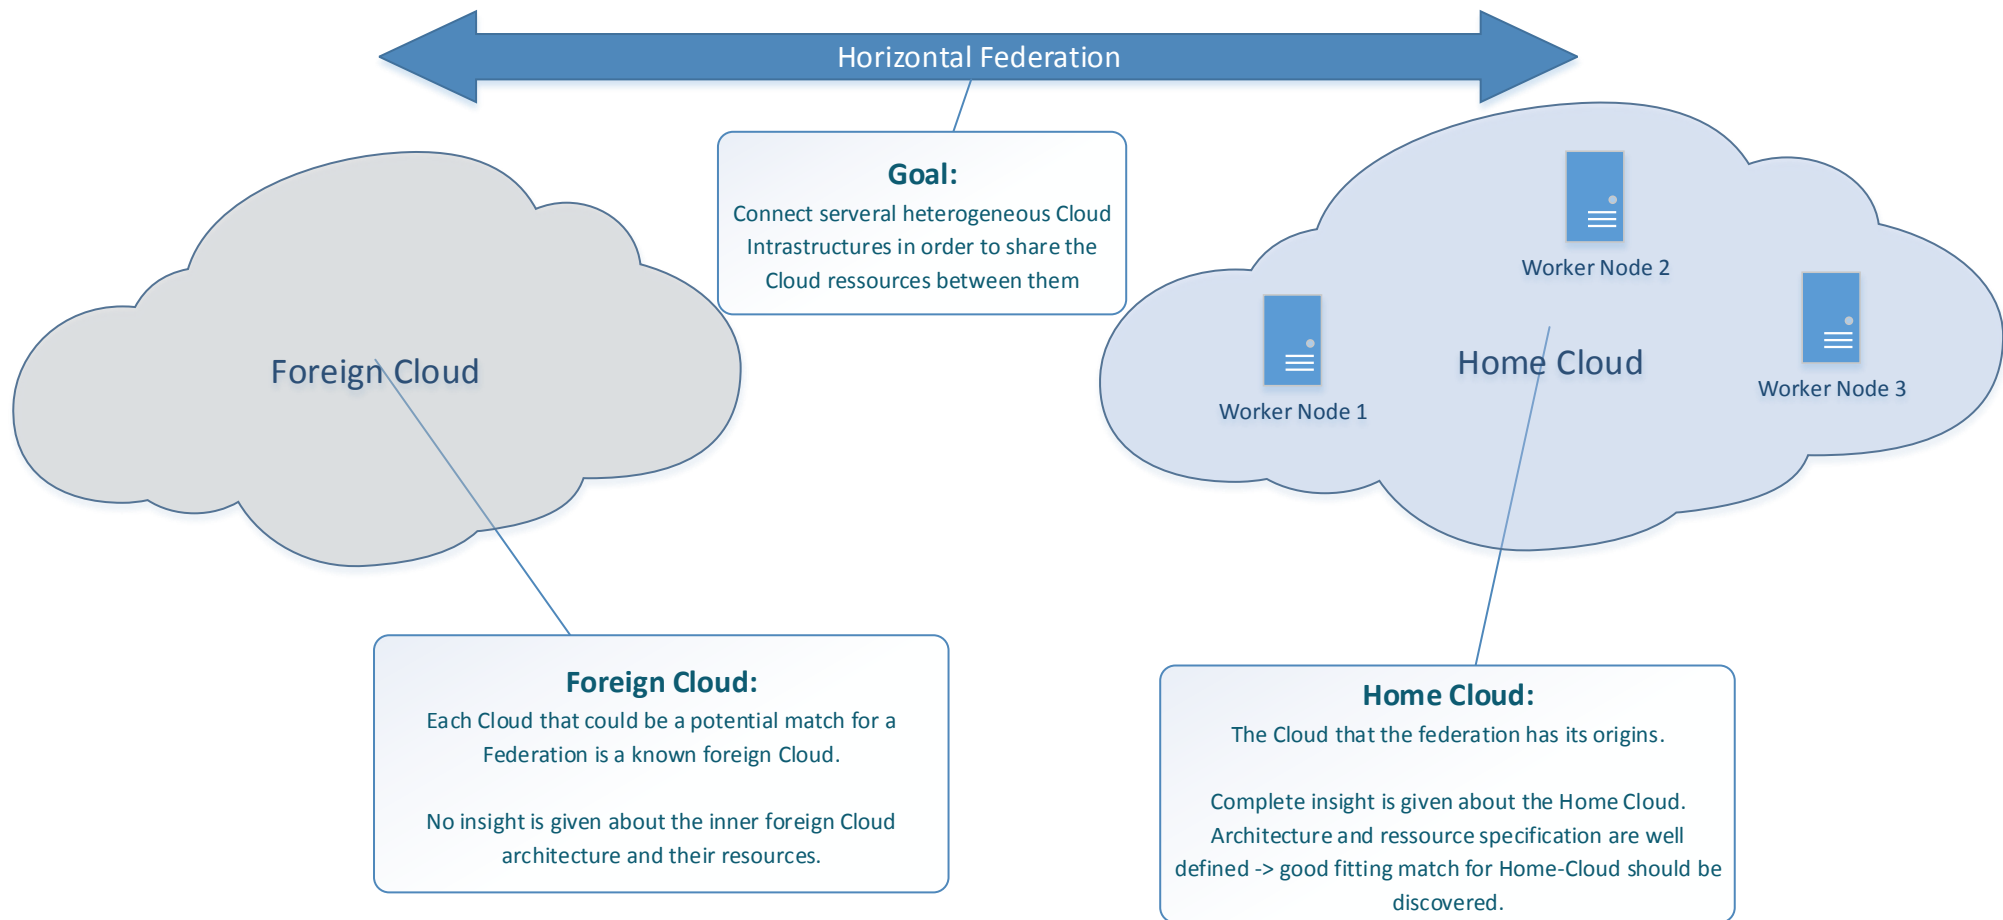 Horizontal Federation
Goal:
Connect serveral heterogeneous Cloud
Intrastructures in order to share the
Cloud ressources between them
Foreign Cloud
Worker Node 2
Home Cloud
Worker Node 1
Worker Node 3
Foreign Cloud:
Each Cloud that could be a potential match for a
Federation is a known foreign Cloud.
No insight is given about the inner foreign Cloud
architecture and their resources.
Home Cloud:
The Cloud that the federation has its origins.
Complete insight is given about the Home Cloud.
Architecture and ressource specification are well
defined -> good fitting match for Home-Cloud should be
discovered.